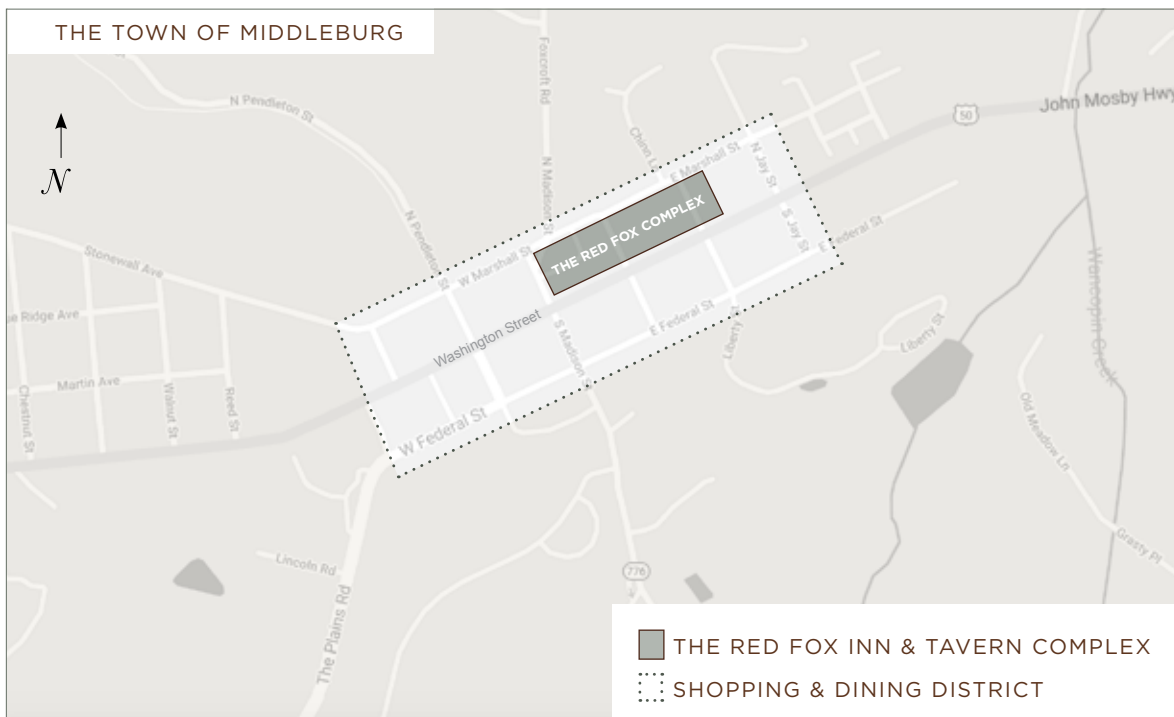 THE TOWN OF MIDDLEBURG
N
N Pendleton St
Foxcroft Rd
John Mosby Hwy
50
Chinn L
E Marshall St
N Jay St
N Madison St
THE RED FOX COMPLEX
S Jay St
E Federal St
N Pendleton St
W Marshall St
Stonewall Ave
ue Ridge Ave
Washington Street
S Madison St
E Federal St
Liberty St
Liberty St
Wancopin Creek
Martin Ave
Chestnut St
Walnut St
Reed St
W Federal St
Old Meadow Ln
Grasty Pl
Lincoln Rd
The Plains Rd
776
THE RED FOX INN & TAVERN COMPLEX
SHOPPING & DINING DISTRICT